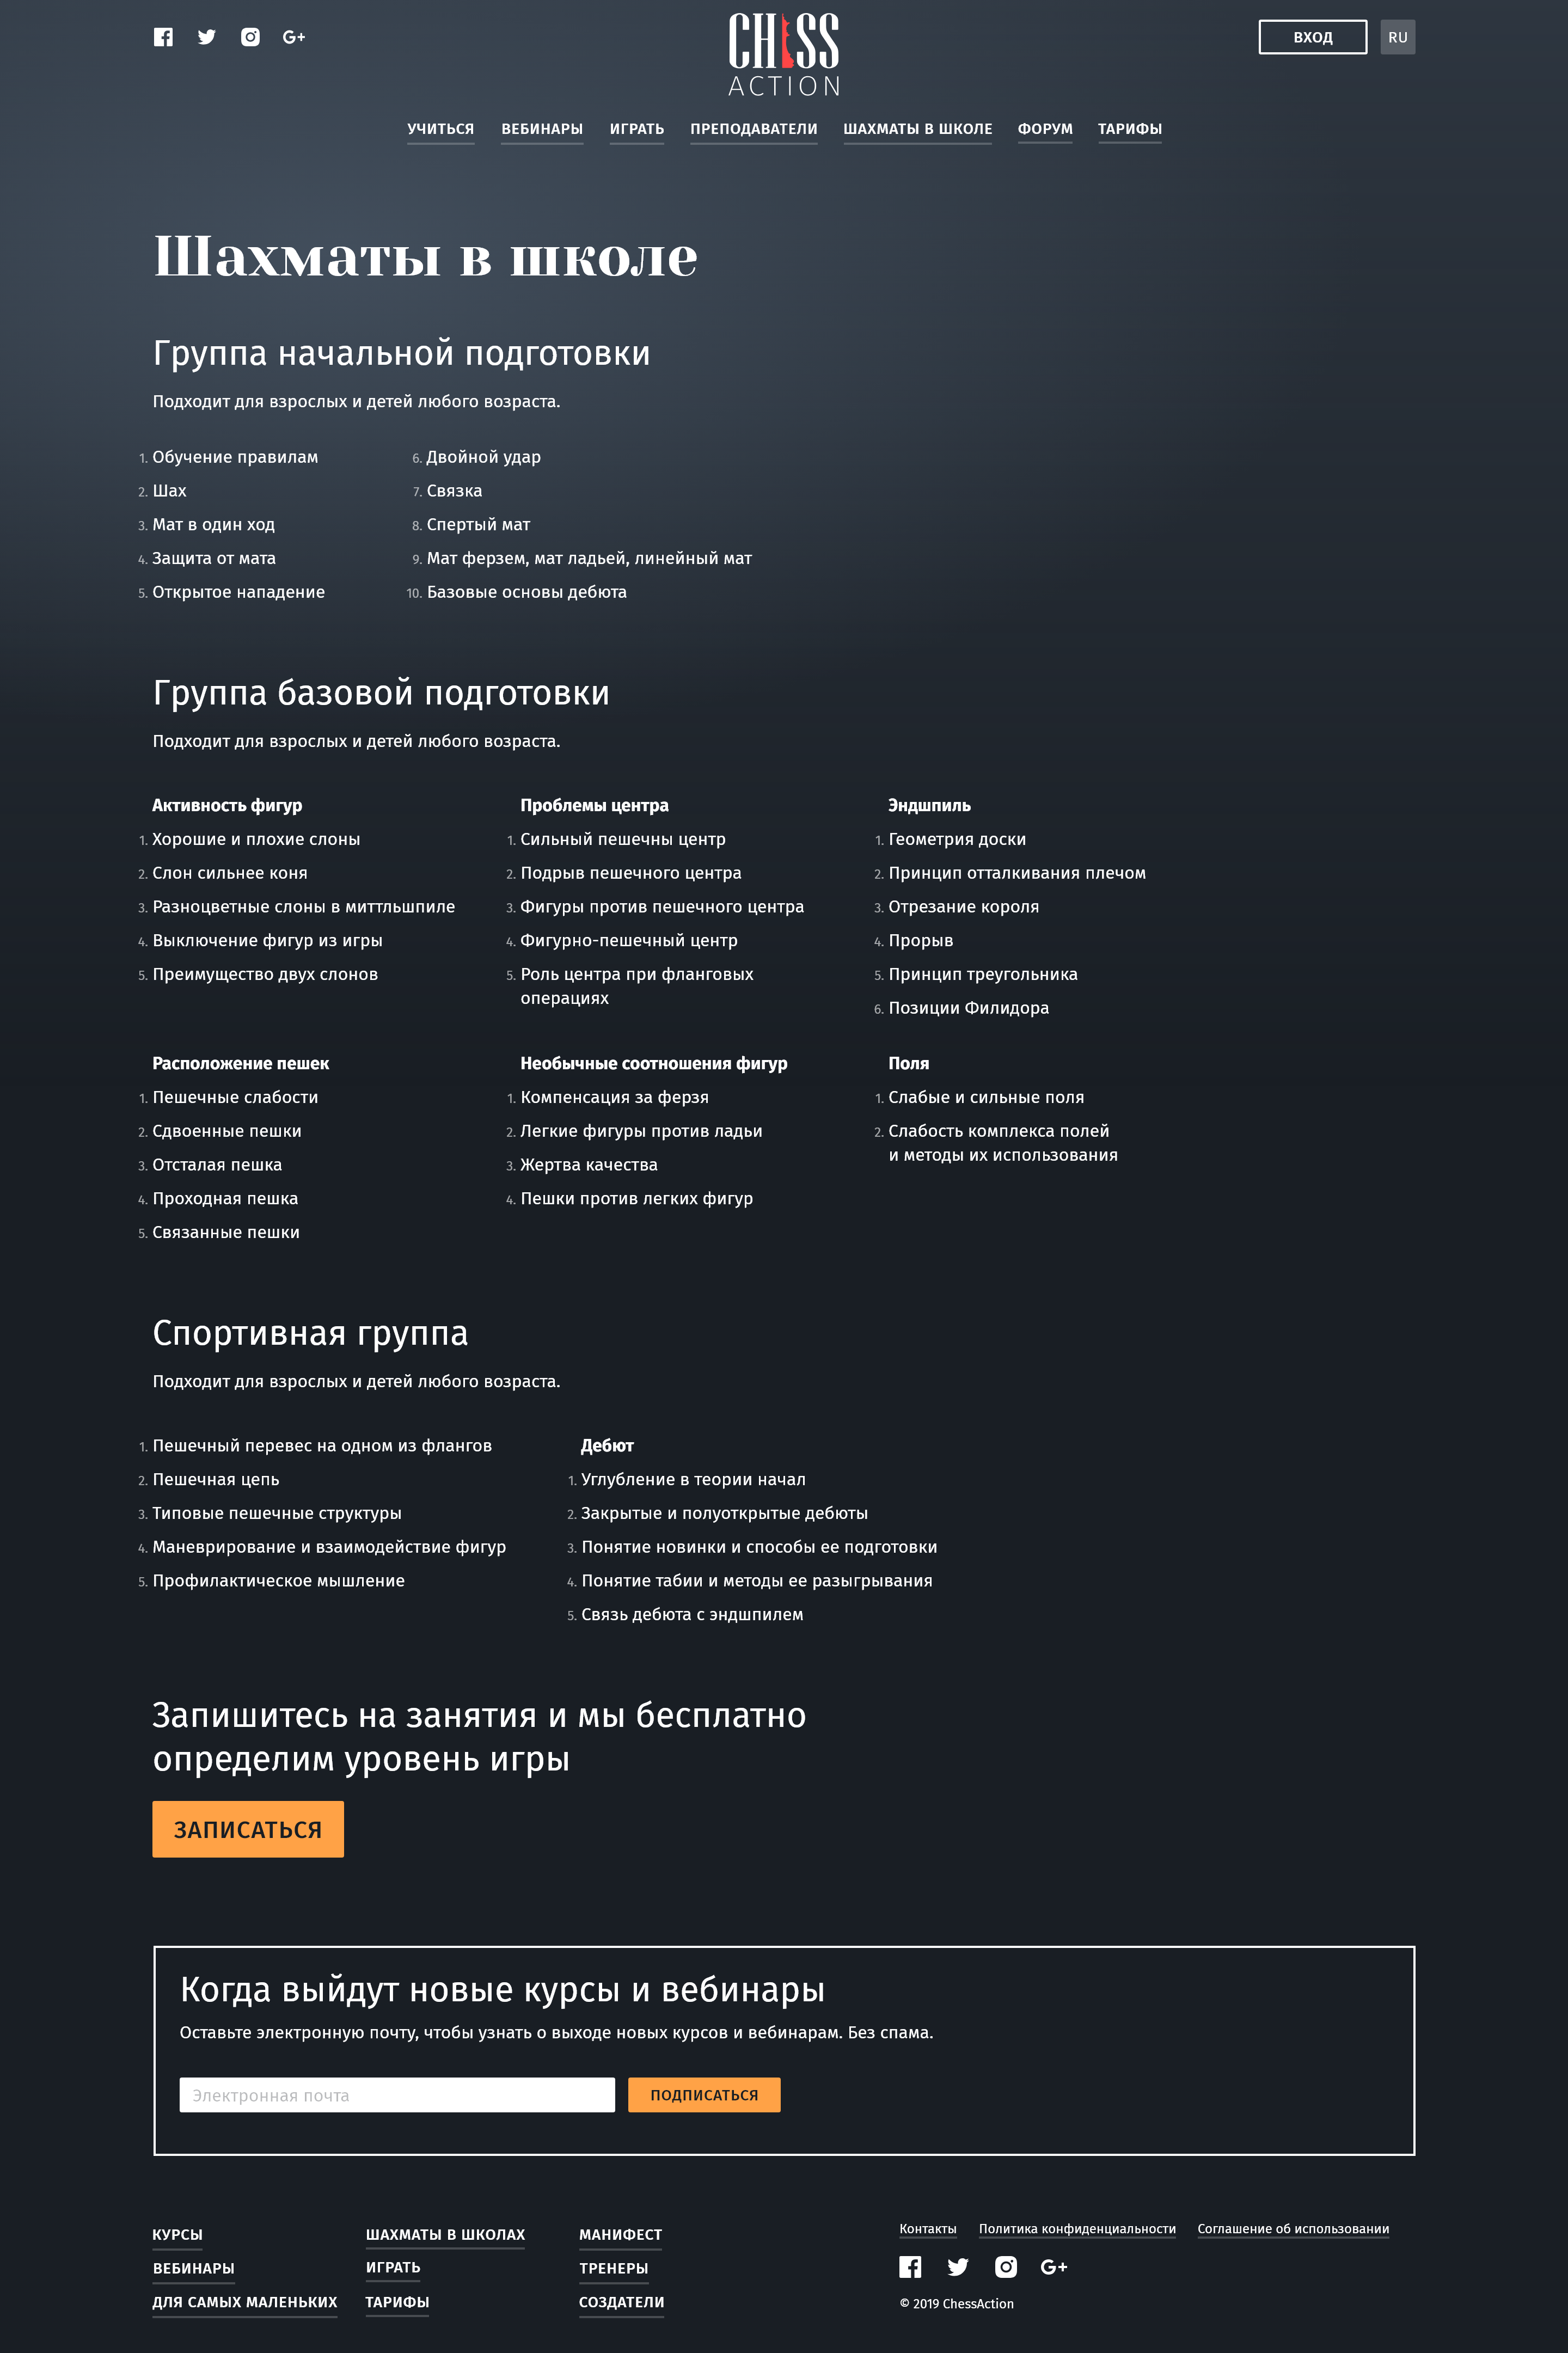 CHESS
ACTION
ВХОД
RU
УЧИТЬСЯ ВЕБИНАРЫ ИГРАТЬ ПРЕПОДАВАТЕЛИ ШАХМАТЫ В ШКОЛЕ ФОРУМ ТАРИФЫ
Шахматы в школе
Группа начальной подготовки
Подходит для взрослых и детей любого возраста.
1. Обучение правилам
2. Шах
3. Мат в один ход
4. Защита от мата
5. Открытое нападение
6. Двойной удар
7. Связка
8. Спертый мат
9. Мат ферзем, мат ладьей, линейный мат
10. Базовые основы дебюта
Группа базовой подготовки
Подходит для взрослых и детей любого возраста.
Активность фигур
1. Хорошие и плохие слоны
2. Слон сильнее коня
3. Разноцветные слоны в миттльшпиле
4. Выключение фигур из игры
5. Преимущество двух слонов
Проблемы центра
1. Сильный пешечны центр
2. Подрыв пешечного центра
3. Фигуры против пешечного центра
4. Фигурно-пешечный центр
5. Роль центра при фланговых
операциях
Эндшпиль
1. Геометрия доски
2. Принцип отталкивания плечом
3. Отрезание короля
4. Прорыв
5. Принцип треугольника
6. Позиции Филидора
Расположение пешек
1. Пешечные слабости
2. Сдвоенные пешки
3. Отсталая пешка
4. Проходная пешка
5. Связанные пешки
Необычные соотношения фигур
1. Компенсация за ферзя
2. Легкие фигуры против ладьи
3. Жертва качества
4. Пешки против легких фигур
Поля
1. Слабые и сильные поля
2. Слабость комплекса полей
и методы их использования
Спортивная группа
Подходит для взрослых и детей любого возраста.
1. Пешечный перевес на одном из флангов
2. Пешечная цепь
3. Типовые пешечные структуры
4. Маневрирование и взаимодействие фигур
5. Профилактическое мышление
Дебют
1. Углубление в теории начал
2. Закрытые и полуоткрытые дебюты
3. Понятие новинки и способы ее подготовки
4. Понятие табии и методы ее разыгрывания
5. Связь дебюта с эндшпилем
Запишитесь на занятия и мы бесплатно
определим уровень игры
ЗАПИСАТЬСЯ
Когда выйдут новые курсы и вебинары
Оставьте электронную почту, чтобы узнать о выходе новых курсов и вебинарам. Без спама.
Электронная почта
ПОДПИСАТЬСЯ
КУРСЫ
ВЕБИНАРЫ
ДЛЯ САМЫХ МАЛЕНЬКИХ
ШАХМАТЫ В ШКОЛАХ
ИГРАТЬ
ТАРИФЫ
МАНИФЕСТ
ТРЕНЕРЫ
СОЗДАТЕЛИ
Контакты Политика конфиденциальности Соглашение об использовании
© 2019 ChessAction